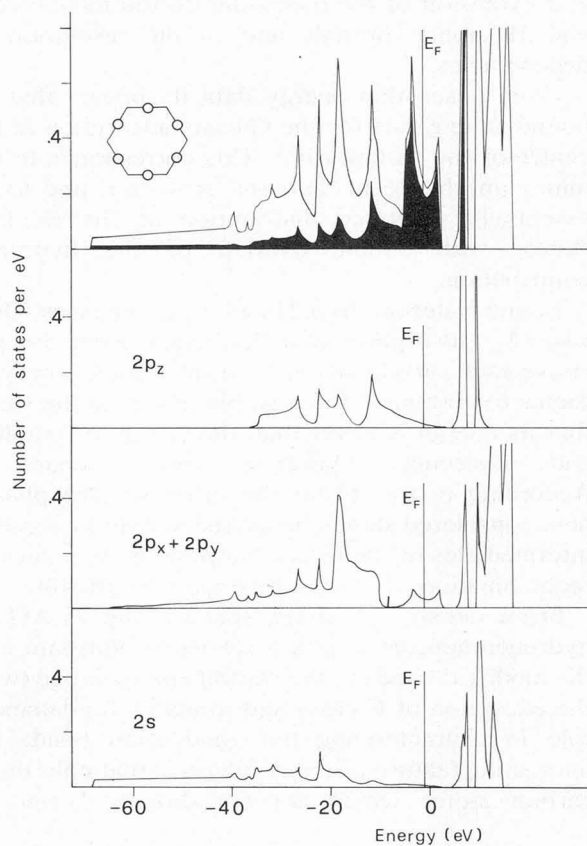 E_F
.4
Number of states per eV
E_F
.4
2p_z
E_F
.4
2p_x + 2p_y
E_F
.4
2s
-60 -40 -20 0
Energy (eV)